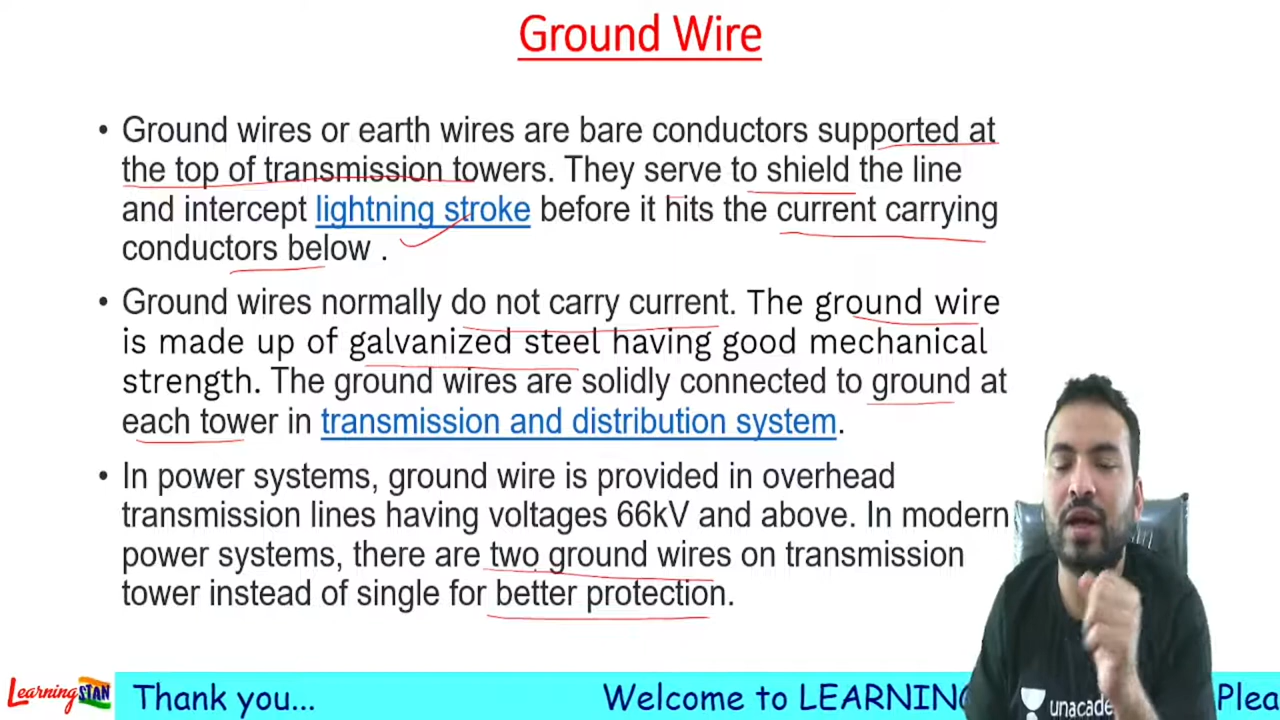 Ground Wire
• Ground wires or earth wires are bare conductors supported at
the top of transmission towers. They serve to shield the line
and intercept lightning stroke before it hits the current carrying
conductors below .
• Ground wires normally do not carry current. The ground wire
is made up of galvanized steel having good mechanical
strength. The ground wires are solidly connected to ground at
each tower in transmission and distribution system.
• In power systems, ground wire is provided in overhead
transmission lines having voltages 66kV and above. In modern
power systems, there are two ground wires on transmission
tower instead of single for better protection.
Learning STAN Thank you... Welcome to LEARNING Plea
unacade